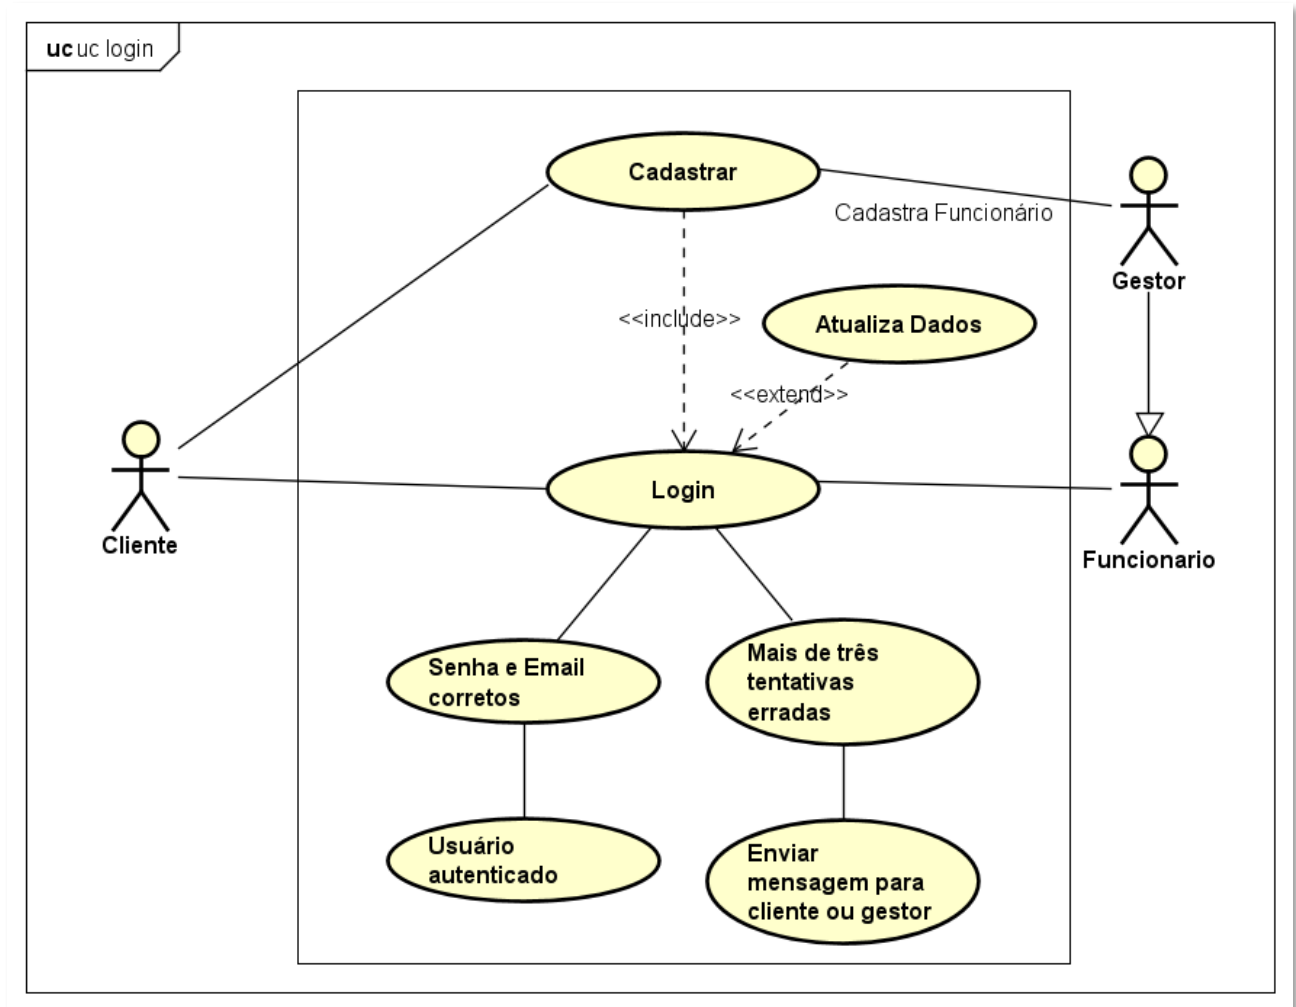 uc uc login
Cadastrar
Cadastra Funcionário
Gestor
<<include>>
Atualiza Dados
<<extend>>
Cliente
Login
Funcionario
Senha e Email
corretos
Mais de três
tentativas
erradas
Usuário
autenticado
Enviar
mensagem para
cliente ou gestor